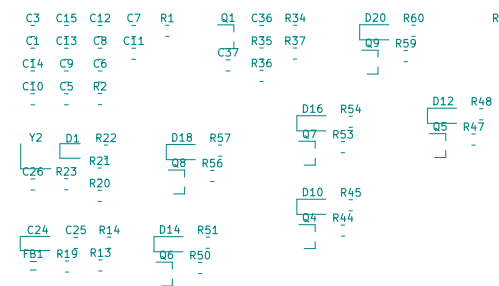 C3 C15 C12 C7 R1 Q1 C36 R34 D20 R60 R
C1 C13 C8 C11 R35 R37 Q9 R59
C37
C14 C9 C6 R36
C10 C5 R2
D12 R48
D16 R54
Q5 R47
Y2 D1 R22 D18 R57 Q7 R53
R21 Q8 R56
C26 R23
R20 D10 R45
Q4 R44
C24 C25 R14 D14 R51
FB1 R19 R13 Q6 R50